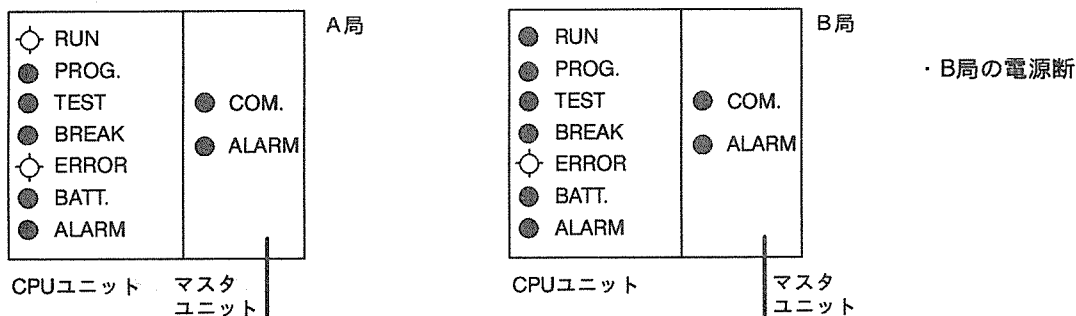 A局
RUN
PROG.
TEST
BREAK
ERROR
BATT.
ALARM
COM.
ALARM
CPUユニット
マスタ
ユニット
B局
RUN
PROG.
TEST
BREAK
ERROR
BATT.
ALARM
COM.
ALARM
CPUユニット
マスタ
ユニット
・B局の電源断